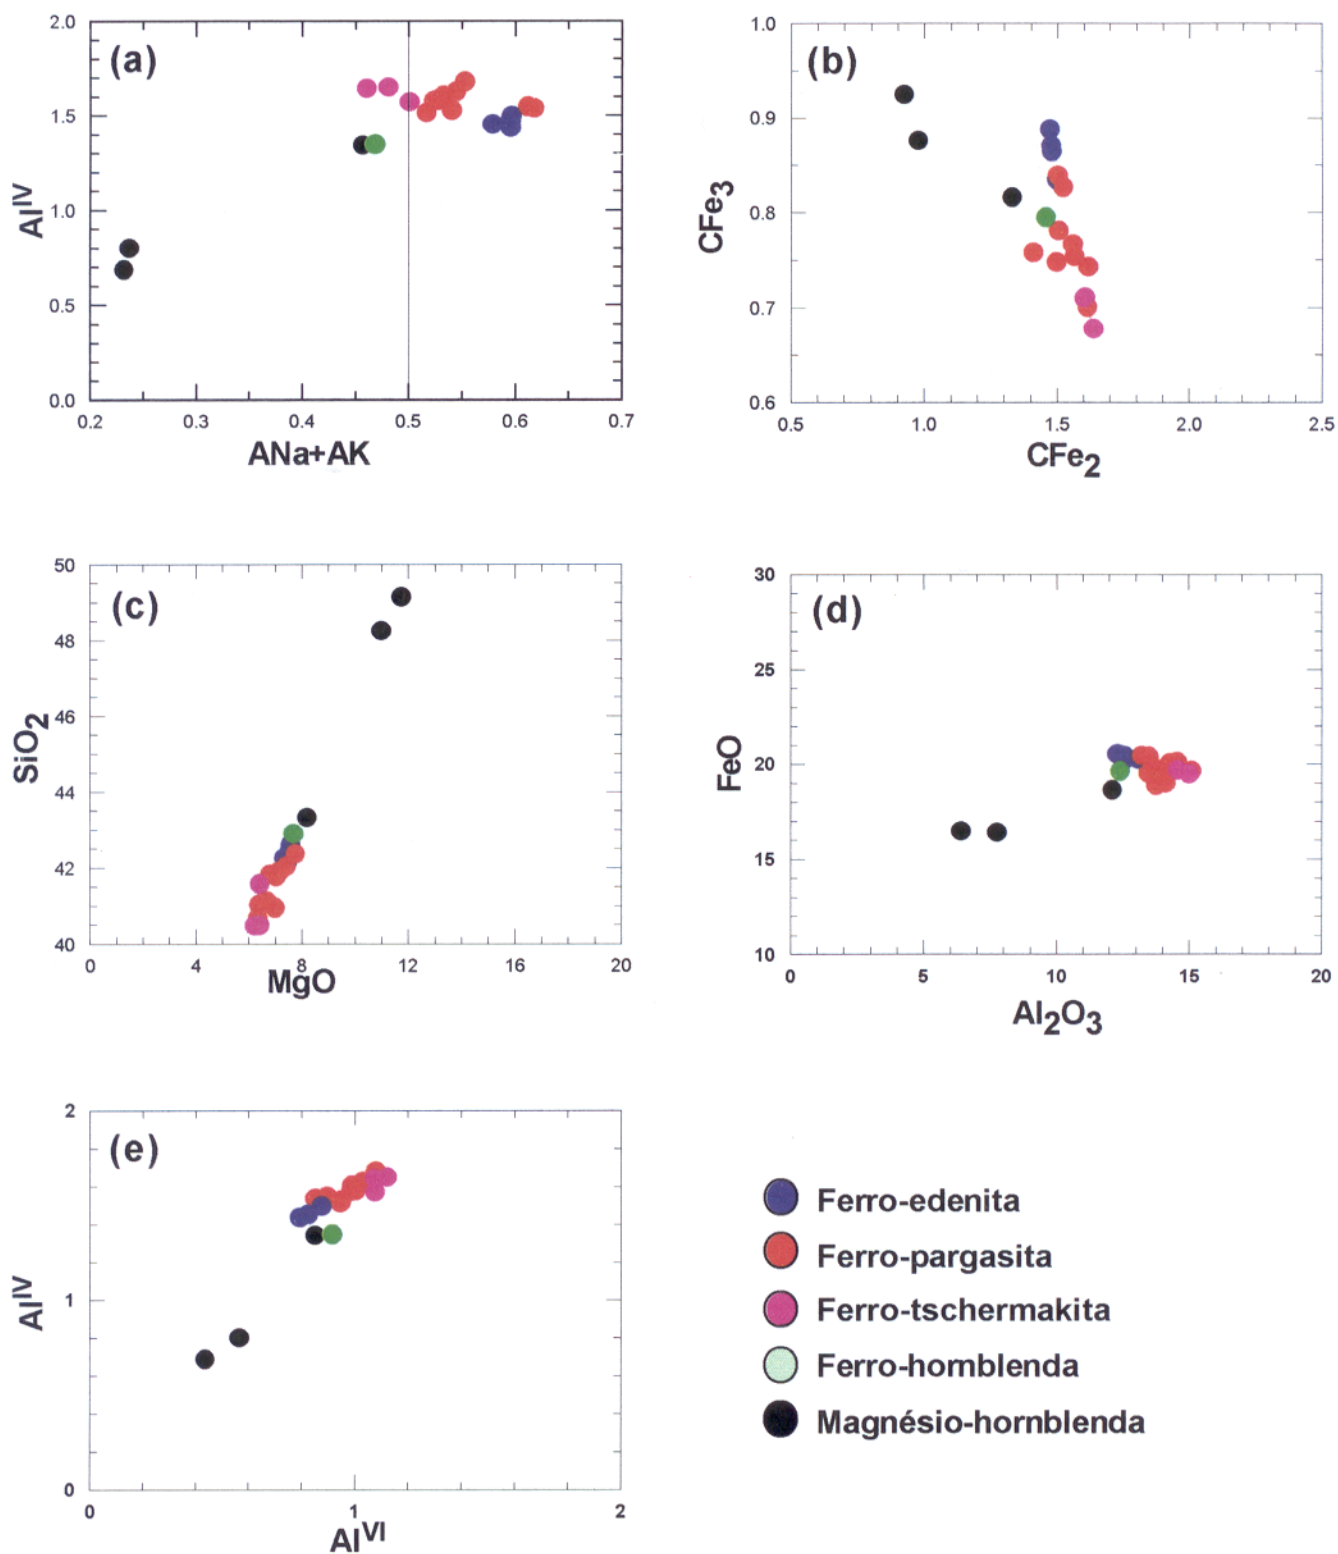 (a)
2.0
1.5
1.0
0.5
0.0
Al^IV
0.2 0.3 0.4 0.5 0.6 0.7
ANa+AK
(b)
1.0
0.9
0.8
0.7
0.6
CFe3
0.5 1.0 1.5 2.0 2.5
CFe2
(c)
50
48
46
44
42
40
SiO2
0 4 8 12 16 20
MgO
(d)
30
25
20
15
10
FeO
0 5 10 15 20
Al2O3
(e)
2
1
0
Al^IV
0 1 2
Al^VI
Ferro-edenita
Ferro-pargasita
Ferro-tschermakita
Ferro-homblenda
Magnésio-hornblenda